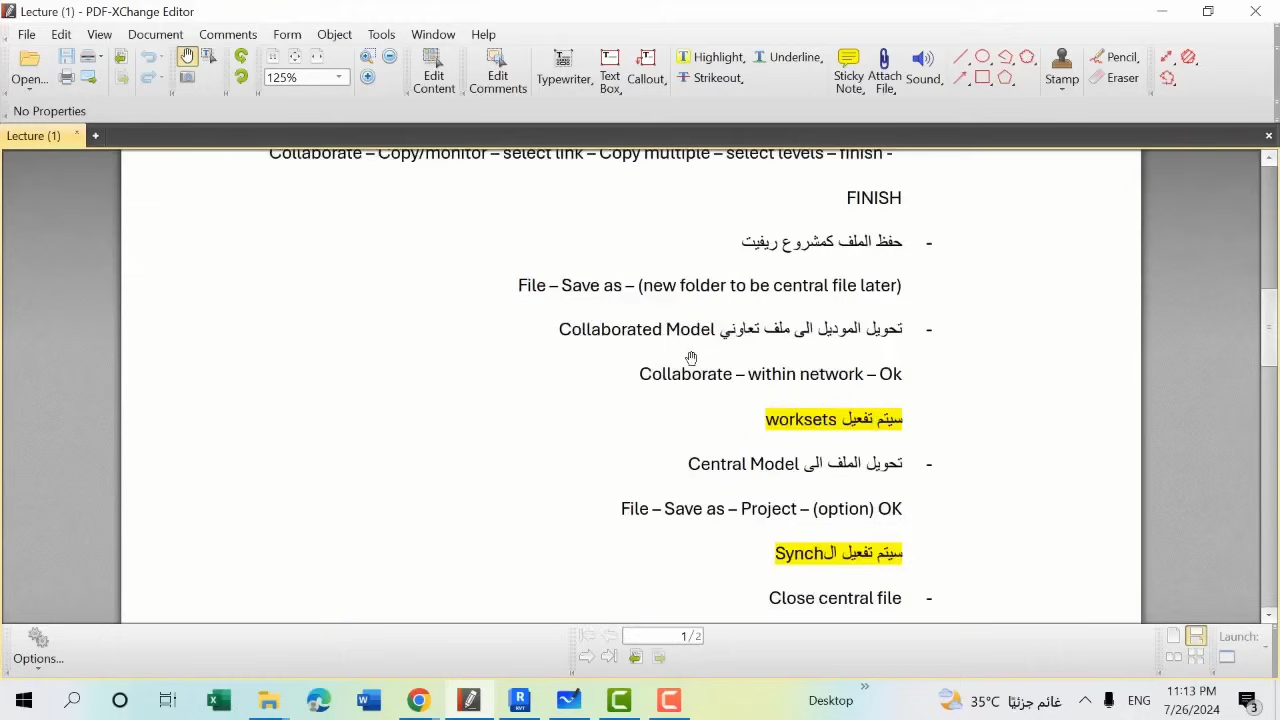 Lecture (1) - PDF-XChange Editor
File Edit View Document Comments Form Object Tools Window Help
Open... 125% Edit Content Edit Comments Typewriter Text Box, Callout, Highlight, Strikeout, Underline, Sticky Note, Attach File, Sound, Stamp Pencil, Eraser
No Properties
Lecture (1)
Collaborate – Copy/monitor – select link – Copy multiple – select levels – finish -
FINISH
- حفظ الملف كمشروع ريفيت
File – Save as – (new folder to be central file later)
- تحويل الموديل الى ملف تعاوني Collaborated Model
Collaborate – within network – Ok
سيتم تفعيل worksets
- تحويل الملف الى Central Model
File – Save as – Project – (option) OK
سيتم تفعيل الSynch
- Close central file
Options... 1/2 Launch:
Desktop » 35°C غائم جزئيًا ENG 11:13 PM
7/26/2024 3